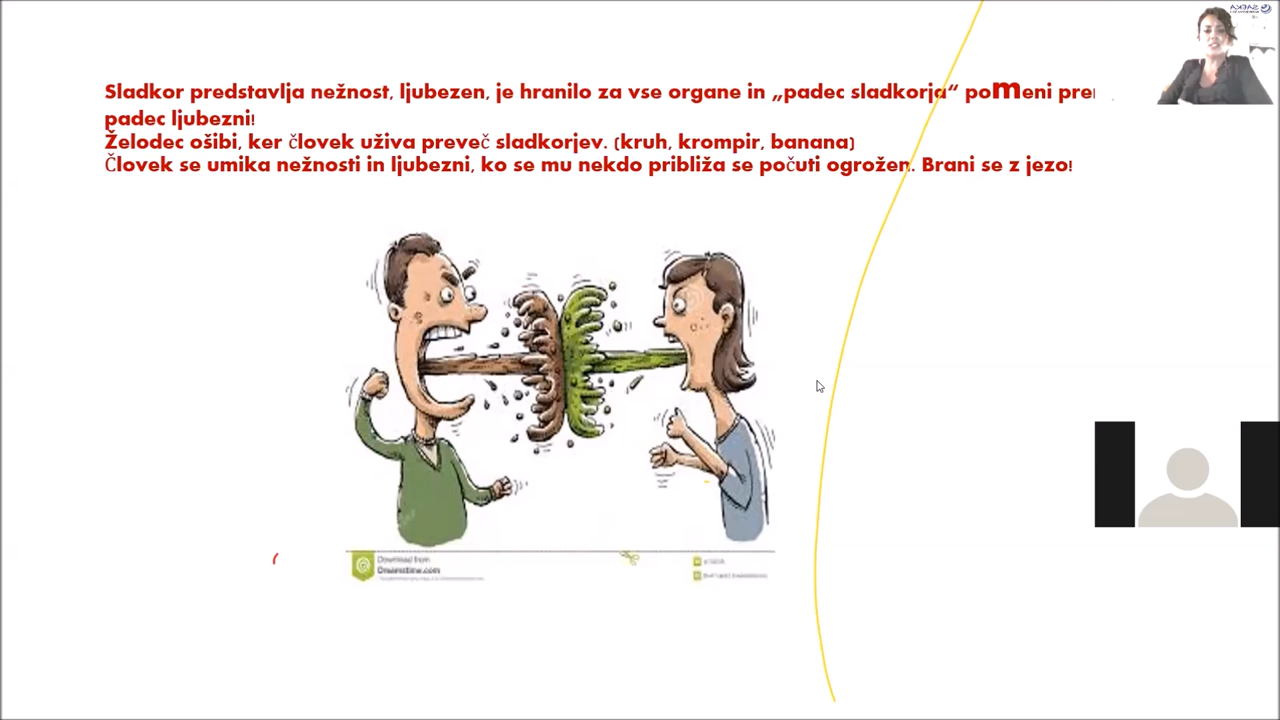 Sladkor predstavlja nežnost, ljubezen, je hranilo za vse organe in „padec sladkorja“ pomeni
padec ljubezni!
Želodec ošibi, ker človek uživa preveč sladkorjev. (kruh, krompir, banana)
Človek se umika nežnosti in ljubezni, ko se mu nekdo približa se počuti ogrožen. Brani se z jezo!
Download from
Dreamstime.com